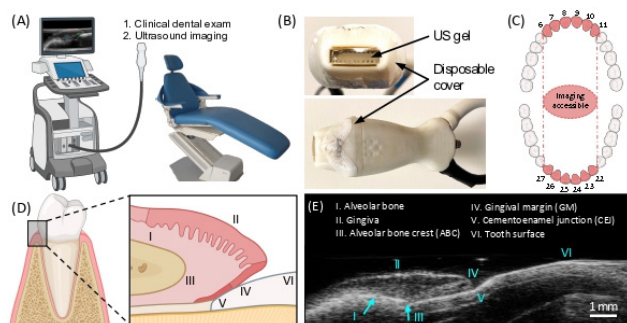 (A)
1. Clinical dental exam
2. Ultrasound imaging
(B)
US gel
Disposable
cover
(C)
6 7 8 9 10 11
Imaging
accessible
27 26 25 24 23 22
(D)
I
II
III
IV
V
VI
(E)
I. Alveolar bone
II. Gingiva
III. Alveolar bone crest (ABC)
IV. Gingival margin (GM)
V. Cementoenamel junction (CEJ)
VI. Tooth surface
II
IV
VI
I
III
V
1 mm